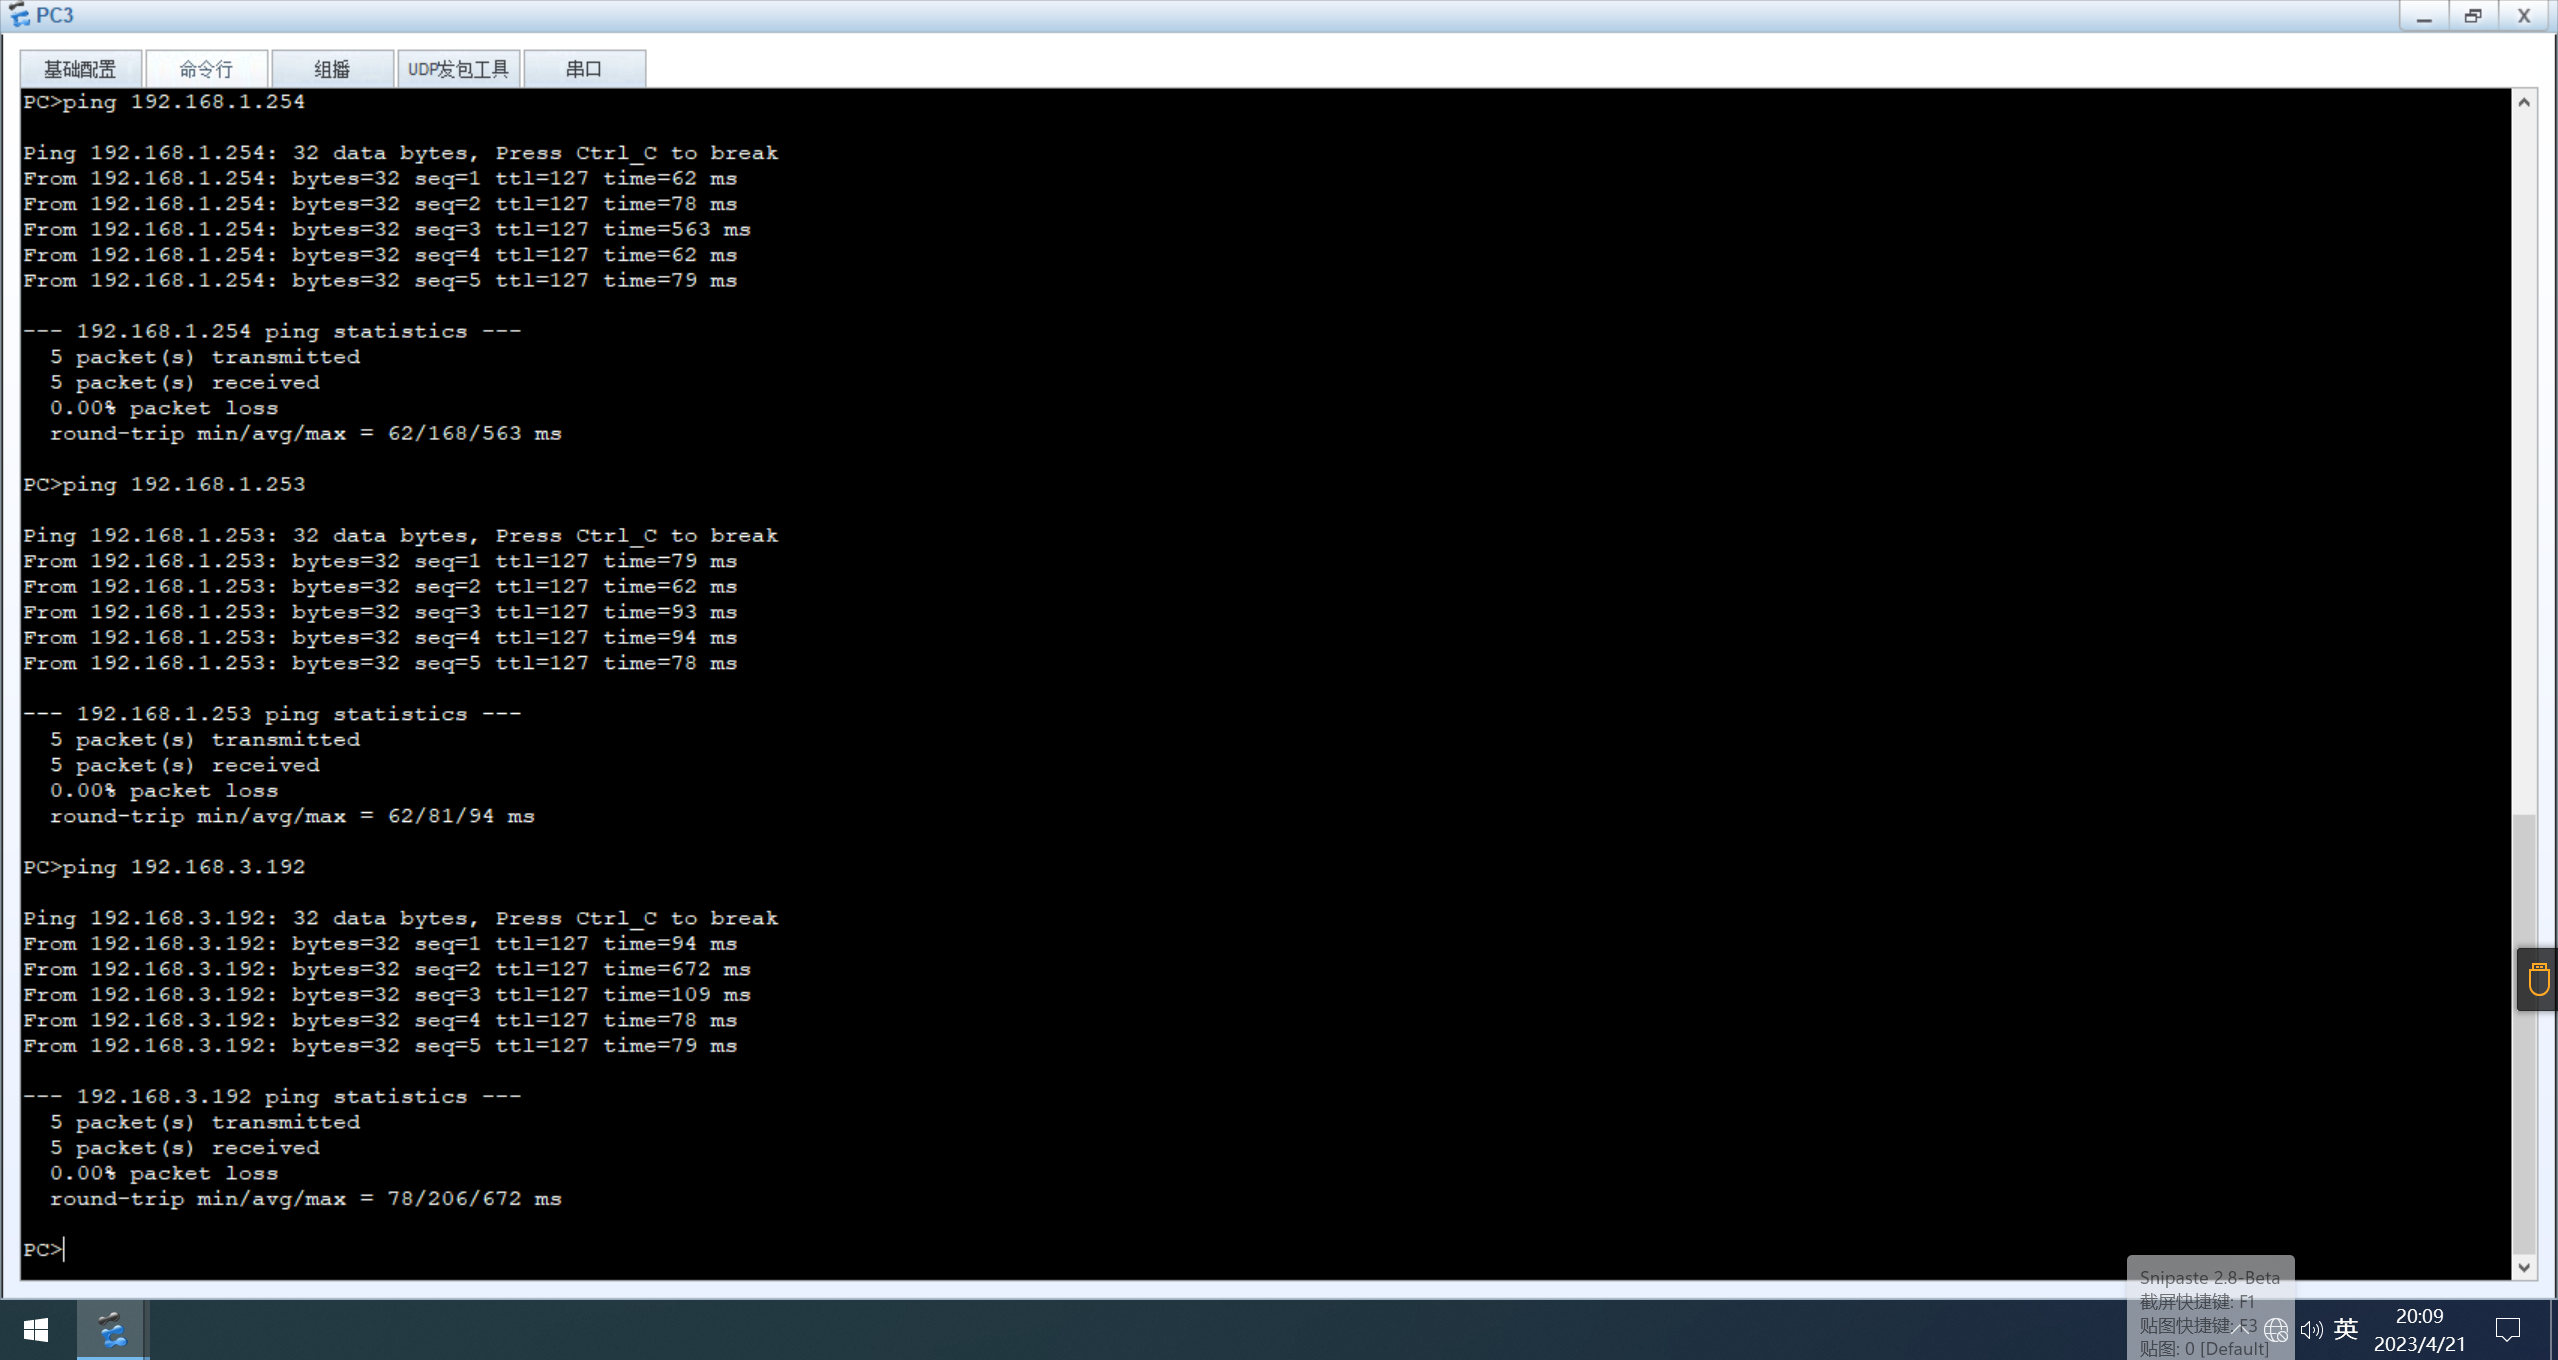 PC3
基础配置 命令行 组播 UDP发包工具 串口
PC>ping 192.168.1.254
Ping 192.168.1.254: 32 data bytes, Press Ctrl_C to break
From 192.168.1.254: bytes=32 seq=1 ttl=127 time=62 ms
From 192.168.1.254: bytes=32 seq=2 ttl=127 time=78 ms
From 192.168.1.254: bytes=32 seq=3 ttl=127 time=563 ms
From 192.168.1.254: bytes=32 seq=4 ttl=127 time=62 ms
From 192.168.1.254: bytes=32 seq=5 ttl=127 time=79 ms
--- 192.168.1.254 ping statistics ---
5 packet(s) transmitted
5 packet(s) received
0.00% packet loss
round-trip min/avg/max = 62/168/563 ms
PC>ping 192.168.1.253
Ping 192.168.1.253: 32 data bytes, Press Ctrl_C to break
From 192.168.1.253: bytes=32 seq=1 ttl=127 time=79 ms
From 192.168.1.253: bytes=32 seq=2 ttl=127 time=62 ms
From 192.168.1.253: bytes=32 seq=3 ttl=127 time=93 ms
From 192.168.1.253: bytes=32 seq=4 ttl=127 time=94 ms
From 192.168.1.253: bytes=32 seq=5 ttl=127 time=78 ms
--- 192.168.1.253 ping statistics ---
5 packet(s) transmitted
5 packet(s) received
0.00% packet loss
round-trip min/avg/max = 62/81/94 ms
PC>ping 192.168.3.192
Ping 192.168.3.192: 32 data bytes, Press Ctrl_C to break
From 192.168.3.192: bytes=32 seq=1 ttl=127 time=94 ms
From 192.168.3.192: bytes=32 seq=2 ttl=127 time=672 ms
From 192.168.3.192: bytes=32 seq=3 ttl=127 time=109 ms
From 192.168.3.192: bytes=32 seq=4 ttl=127 time=78 ms
From 192.168.3.192: bytes=32 seq=5 ttl=127 time=79 ms
--- 192.168.3.192 ping statistics ---
5 packet(s) transmitted
5 packet(s) received
0.00% packet loss
round-trip min/avg/max = 78/206/672 ms
PC>
Snipaste 2.8-Beta
截屏快捷键: F1
贴图快捷键: F3
贴图: 0 [Default]
英
20:09
2023/4/21